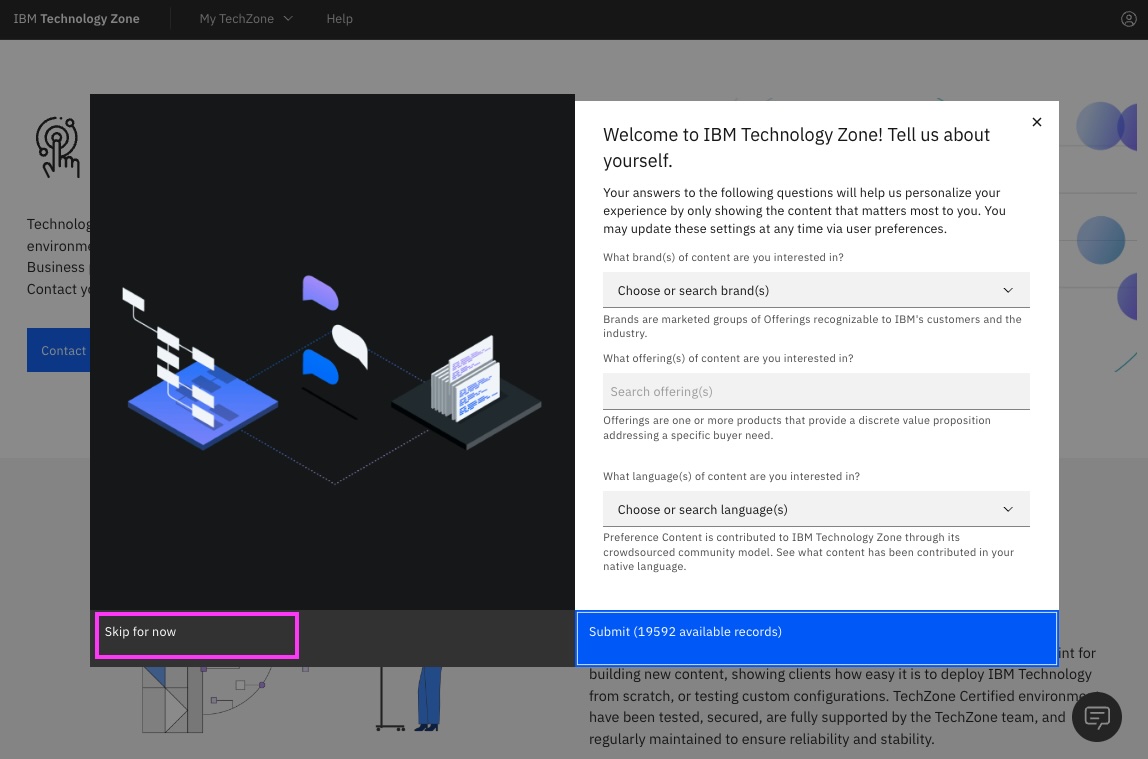 IBM Technology Zone
My TechZone
Help
Technolog
environme
Business
Contact yo
Contact
Welcome to IBM Technology Zone! Tell us about
yourself.
Your answers to the following questions will help us personalize your
experience by only showing the content that matters most to you. You
may update these settings at any time via user preferences.
What brand(s) of content are you interested in?
Choose or search brand(s)
Brands are marketed groups of Offerings recognizable to IBM's customers and the
industry.
What offering(s) of content are you interested in?
Search offering(s)
Offerings are one or more products that provide a discrete value proposition
addressing a specific buyer need.
What language(s) of content are you interested in?
Choose or search language(s)
Preference Content is contributed to IBM Technology Zone through its
crowdsourced community model. See what content has been contributed in your
native language.
Skip for now
Submit (19592 available records)
int for
building new content, showing clients how easy it is to deploy IBM Technology
from scratch, or testing custom configurations. TechZone Certified environme
have been tested, secured, are fully supported by the TechZone team, and
regularly maintained to ensure reliability and stability.